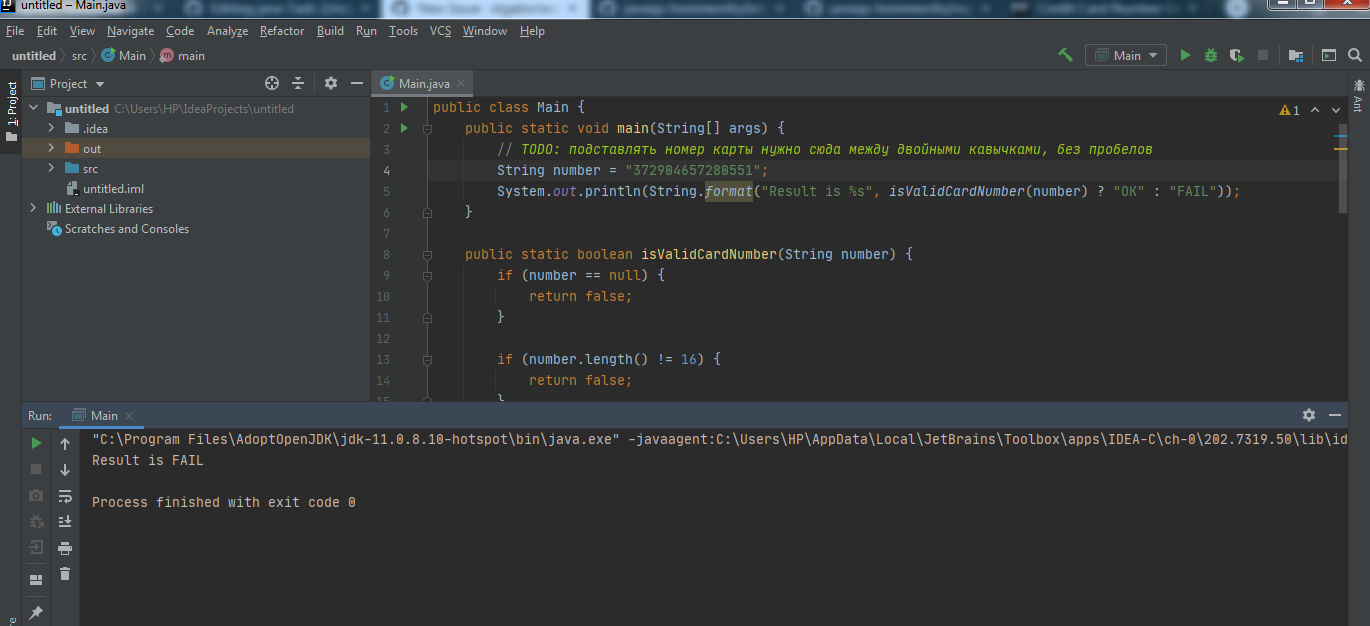 untitled – Main.java
File Edit View Navigate Code Analyze Refactor Build Run Tools VCS Window Help
untitled src Main main
Main
1: Project
Project
untitled C:\Users\HP\IdeaProjects\untitled
.idea
out
src
untitled.iml
External Libraries
Scratches and Consoles
Main.java
1 public class Main {
2 public static void main(String[] args) {
3 // TODO: подставлять номер карты нужно сюда между двойными кавычками, без пробелов
4 String number = "372904657280551";
5 System.out.println(String.format("Result is %s", isValidCardNumber(number) ? "OK" : "FAIL"));
6 }
7
8 public static boolean isValidCardNumber(String number) {
9 if (number == null) {
10 return false;
11 }
12
13 if (number.length() != 16) {
14 return false;
15 }
1
Ant
Run: Main
"C:\Program Files\AdoptOpenJDK\jdk-11.0.8.10-hotspot\bin\java.exe" -javaagent:C:\Users\HP\AppData\Local\JetBrains\Toolbox\apps\IDEA-C\ch-0\202.7319.50\lib\id
Result is FAIL
Process finished with exit code 0